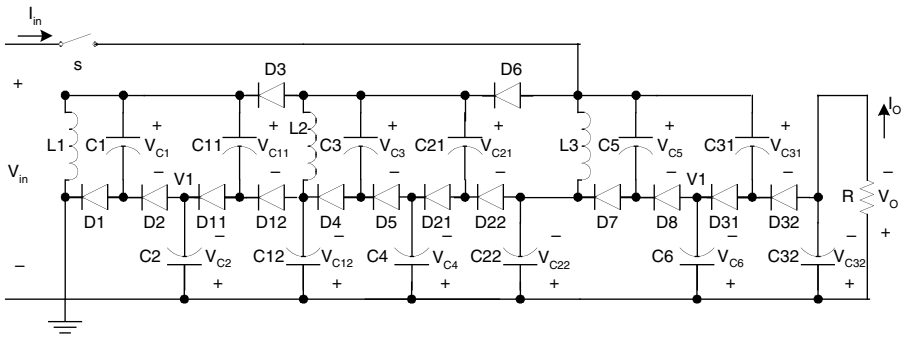 I_in
s
D3 D6
I_O
+ L1 C1 + V_C1 C11 + V_C11 L2 C3 + V_C3 C21 + V_C21 L3 C5 + V_C5 C31 + V_C31
V_in
– V1 – – – V1 –
D1 D2 D11 D12 D4 D5 D21 D22 D7 D8 D31 D32 R – V_O +
C2 – V_C2 + C12 – V_C12 + C4 – V_C4 + C22 – V_C22 + C6 – V_C6 + C32 – V_C32 +
–